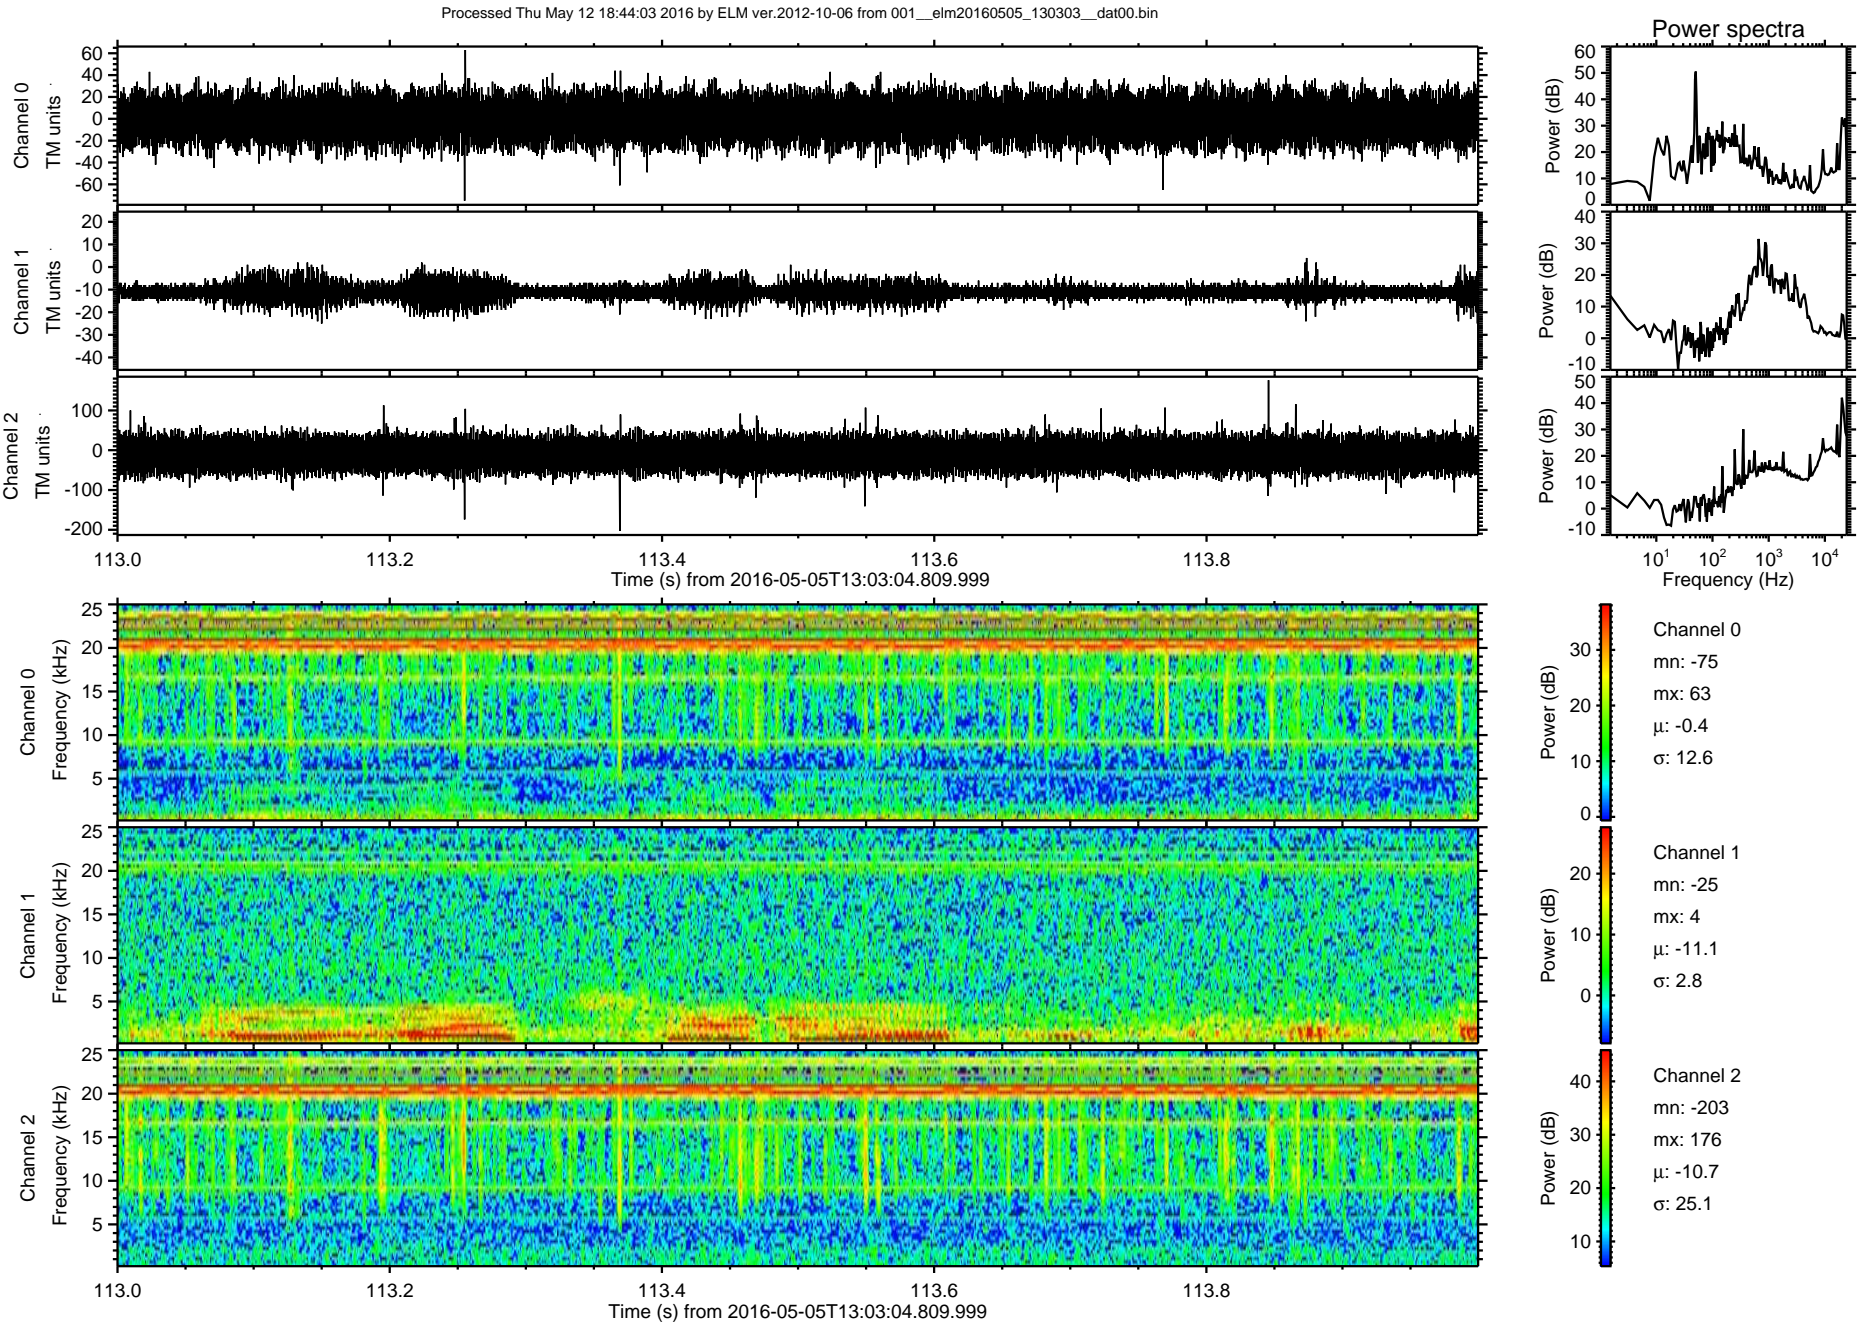 Processed Thu May 12 18:44:03 2016 by ELM ver.2012-10-06 from 001__elm20160505_130303__dat00.bin
Power spectra
Channel 0
TM units
60
40
20
0
-20
-40
-60
Power (dB)
60
50
40
30
20
10
0
Channel 1
TM units
20
10
0
-10
-20
-30
-40
Power (dB)
40
30
20
10
0
-10
Channel 2
TM units
100
0
-100
-200
Power (dB)
50
40
30
20
10
0
-10
113.0 113.2 113.4 113.6 113.8
Time (s) from 2016-05-05T13:03:04.809.999
10^1 10^2 10^3 10^4
Frequency (Hz)
Channel 0
Frequency (kHz)
25
20
15
10
5
Power (dB)
30
20
10
0
Channel 0
mn: -75
mx: 63
μ: -0.4
σ: 12.6
Channel 1
Frequency (kHz)
25
20
15
10
5
Power (dB)
20
10
0
Channel 1
mn: -25
mx: 4
μ: -11.1
σ: 2.8
Channel 2
Frequency (kHz)
25
20
15
10
5
Power (dB)
40
30
20
10
Channel 2
mn: -203
mx: 176
μ: -10.7
σ: 25.1
113.0 113.2 113.4 113.6 113.8
Time (s) from 2016-05-05T13:03:04.809.999